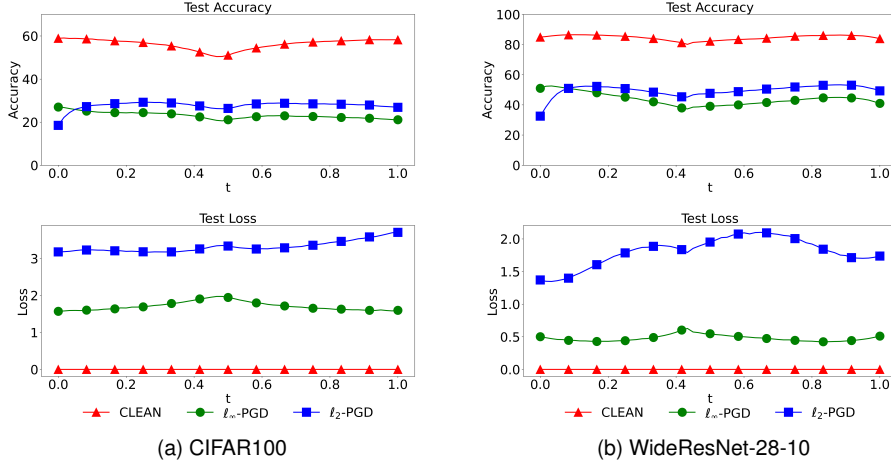 Test Accuracy
60
40
20
0
Accuracy
0.0 0.2 0.4 0.6 0.8 1.0
t
Test Loss
3
2
1
0
Loss
0.0 0.2 0.4 0.6 0.8 1.0
t
CLEAN ℓ∞-PGD ℓ2-PGD
(a) CIFAR100
Test Accuracy
100
80
60
40
20
0
Accuracy
0.0 0.2 0.4 0.6 0.8 1.0
t
Test Loss
2.0
1.5
1.0
0.5
0.0
Loss
0.0 0.2 0.4 0.6 0.8 1.0
t
CLEAN ℓ∞-PGD ℓ2-PGD
(b) WideResNet-28-10